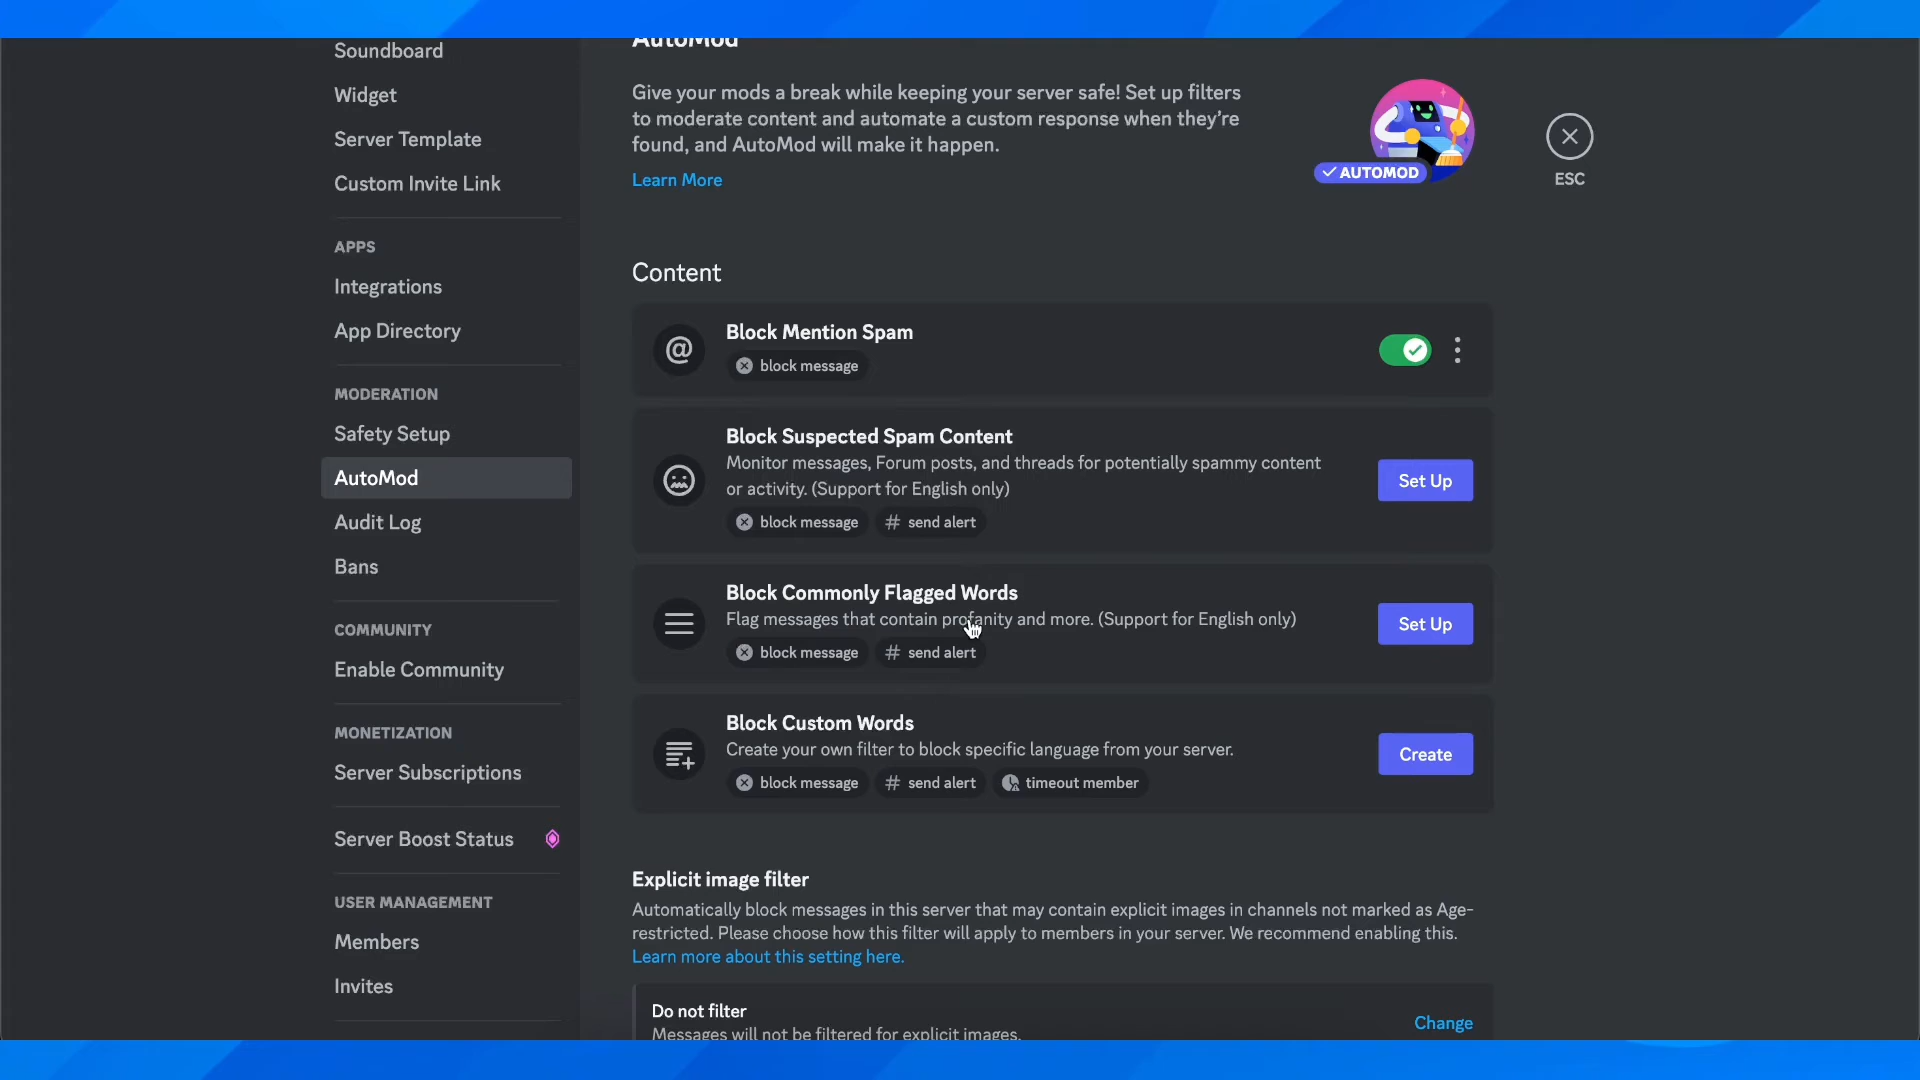 Soundboard
Widget
Server Template
Custom Invite Link
APPS
Integrations
App Directory
MODERATION
Safety Setup
AutoMod
Audit Log
Bans
COMMUNITY
Enable Community
MONETIZATION
Server Subscriptions
Server Boost Status
USER MANAGEMENT
Members
Invites
AutoMod
Give your mods a break while keeping your server safe! Set up filters
to moderate content and automate a custom response when they’re
found, and AutoMod will make it happen.
Learn More
AUTOMOD
ESC
Content
@
Block Mention Spam
block message
Block Suspected Spam Content
Monitor messages, Forum posts, and threads for potentially spammy content
or activity. (Support for English only)
block message # send alert
Set Up
Block Commonly Flagged Words
Flag messages that contain profanity and more. (Support for English only)
block message # send alert
Set Up
Block Custom Words
Create your own filter to block specific language from your server.
block message # send alert timeout member
Create
Explicit image filter
Automatically block messages in this server that may contain explicit images in channels not marked as Age-
restricted. Please choose how this filter will apply to members in your server. We recommend enabling this.
Learn more about this setting here.
Do not filter
Messages will not be filtered for explicit images.
Change